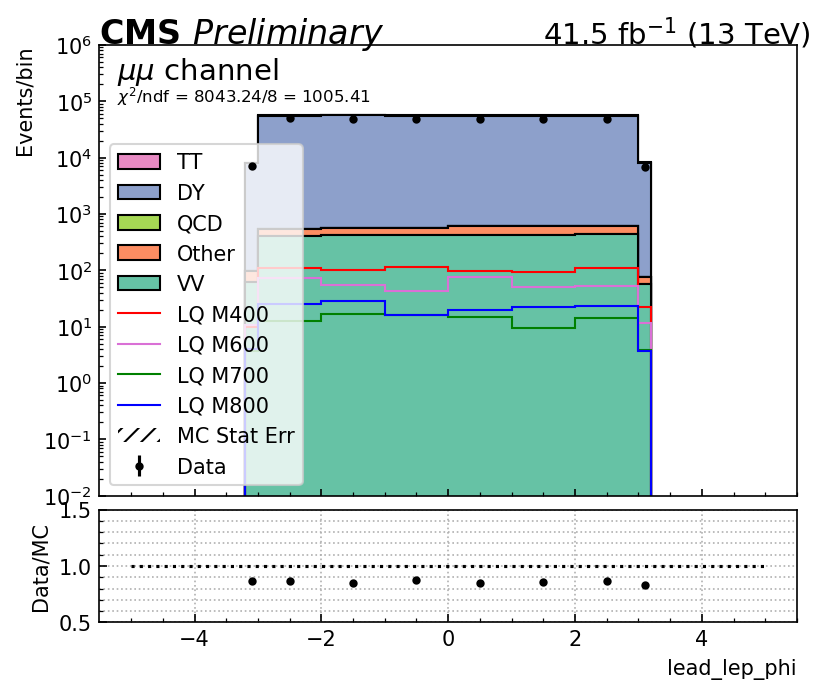 CMS Preliminary 41.5 fb⁻¹ (13 TeV)
μμ channel
χ²/ndf = 8043.24/8 = 1005.41
Events/bin
10⁶
10⁵
10⁴
10³
10²
10¹
10⁰
10⁻¹
10⁻²
TT
DY
QCD
Other
VV
LQ M400
LQ M600
LQ M700
LQ M800
MC Stat Err
Data
Data/MC
1.5
1.0
0.5
−4 −2 0 2 4
lead_lep_phi